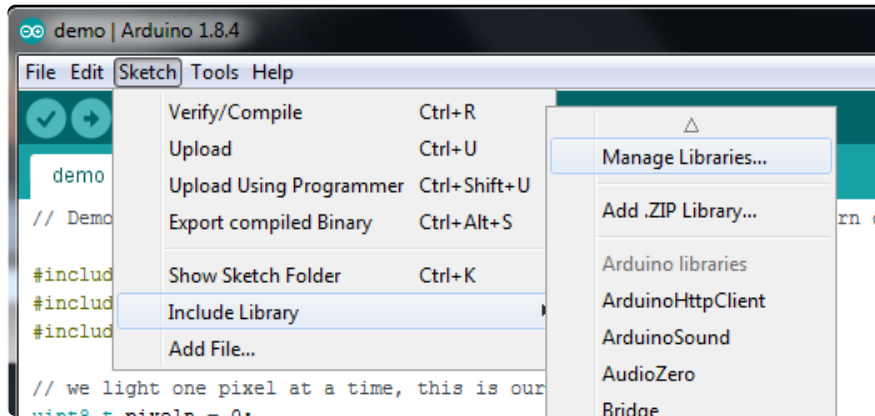 demo | Arduino 1.8.4
File Edit Sketch Tools Help
Verify/Compile Ctrl+R
Upload Ctrl+U
Upload Using Programmer Ctrl+Shift+U
Export compiled Binary Ctrl+Alt+S
Show Sketch Folder Ctrl+K
Include Library
Add File...
Manage Libraries...
Add .ZIP Library...
Arduino libraries
ArduinoHttpClient
ArduinoSound
AudioZero
Bridge
demo
// Demo
#includ
#includ
#includ
// we light one pixel at a time, this is our
uint8_t pixeln = 0;